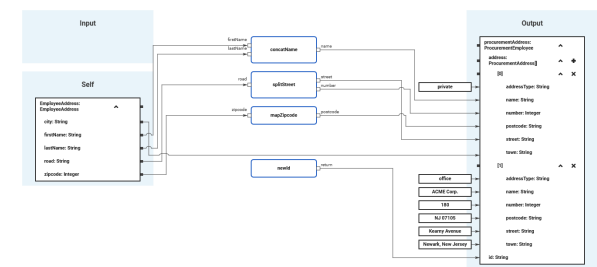 Input
Self
EmployeeAddress:
EmployeeAddress
city: String
firstName: String
lastName: String
road: String
zipcode: Integer
firstName
lastName
concatName
name
road
splitStreet
street
number
zipcode
mapZipcode
postcode
newId
return
Output
procurementAddress:
ProcurementEmployee
address:
ProcurementAddress[]
[0]
private
addressType: String
name: String
number: Integer
postcode: String
street: String
town: String
[1]
office
addressType: String
ACME Corp.
name: String
180
number: Integer
NJ 07105
postcode: String
Kearny Avenue
street: String
Newark, New Jersey
town: String
id: String